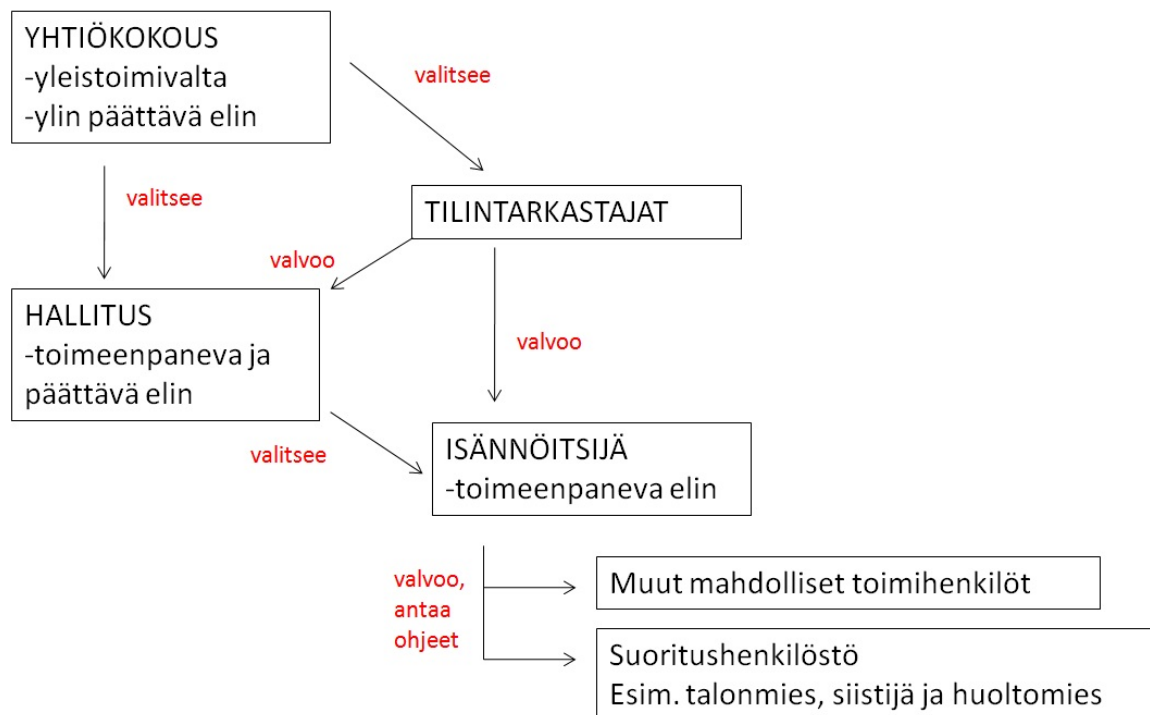 YHTIÖKOKOUS
-yleistoimivalta
-ylin päättävä elin
valitsee
valitsee
TILINTARKASTAJAT
valvoo
HALLITUS
-toimeenpaneva ja
päättävä elin
valvoo
valitsee
ISÄNNÖITSIJÄ
-toimeenpaneva elin
valvoo,
antaa
ohjeet
Muut mahdolliset toimihenkilöt
Suoritushenkilöstö
Esim. talonmies, siistijä ja huoltomies